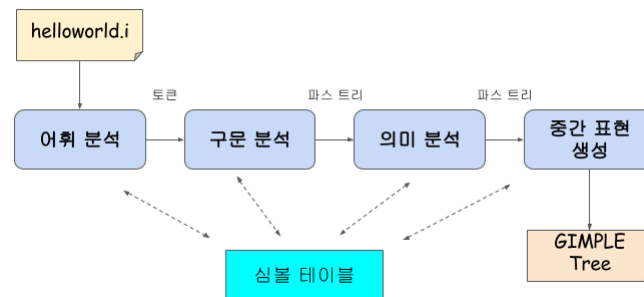 helloworld.i
토큰
파스 트리
파스 트리
어휘 분석
구문 분석
의미 분석
중간 표현
생성
심볼 테이블
GIMPLE
Tree